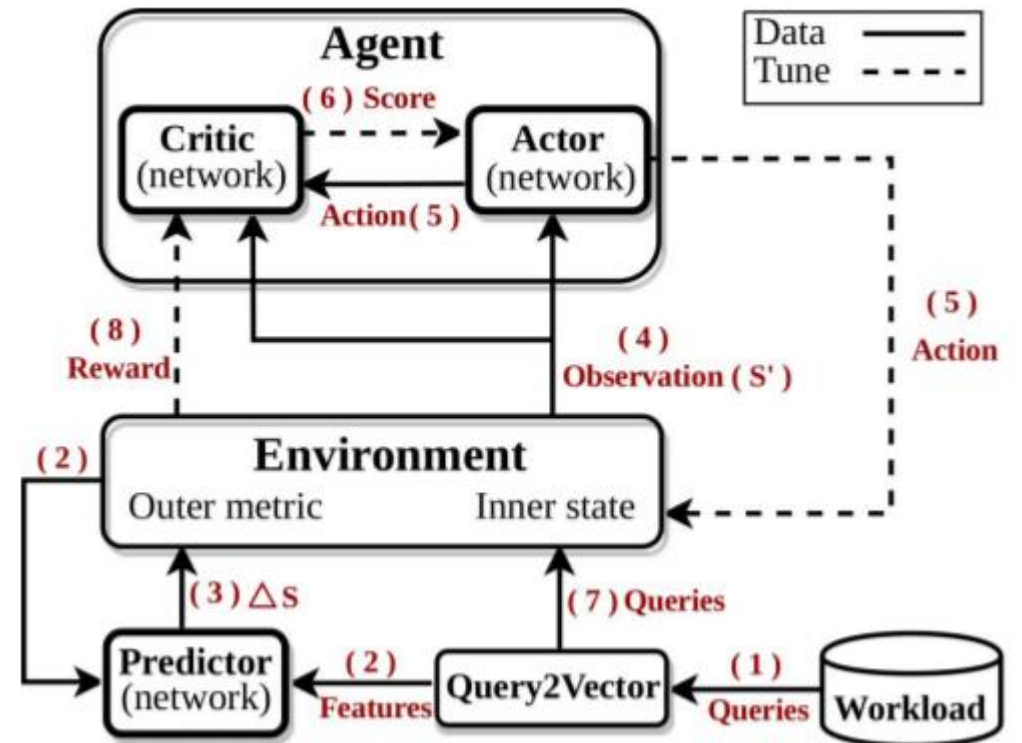 Agent
Data
Tune
( 6 ) Score
Critic
(network)
Actor
(network)
Action( 5 )
( 8 )
Reward
( 4 )
Observation ( S' )
( 5 )
Action
( 2 )
Environment
Outer metric
Inner state
( 3 ) △ S
( 7 ) Queries
Predictor
(network)
( 2 )
Features
Query2Vector
( 1 )
Queries
Workload